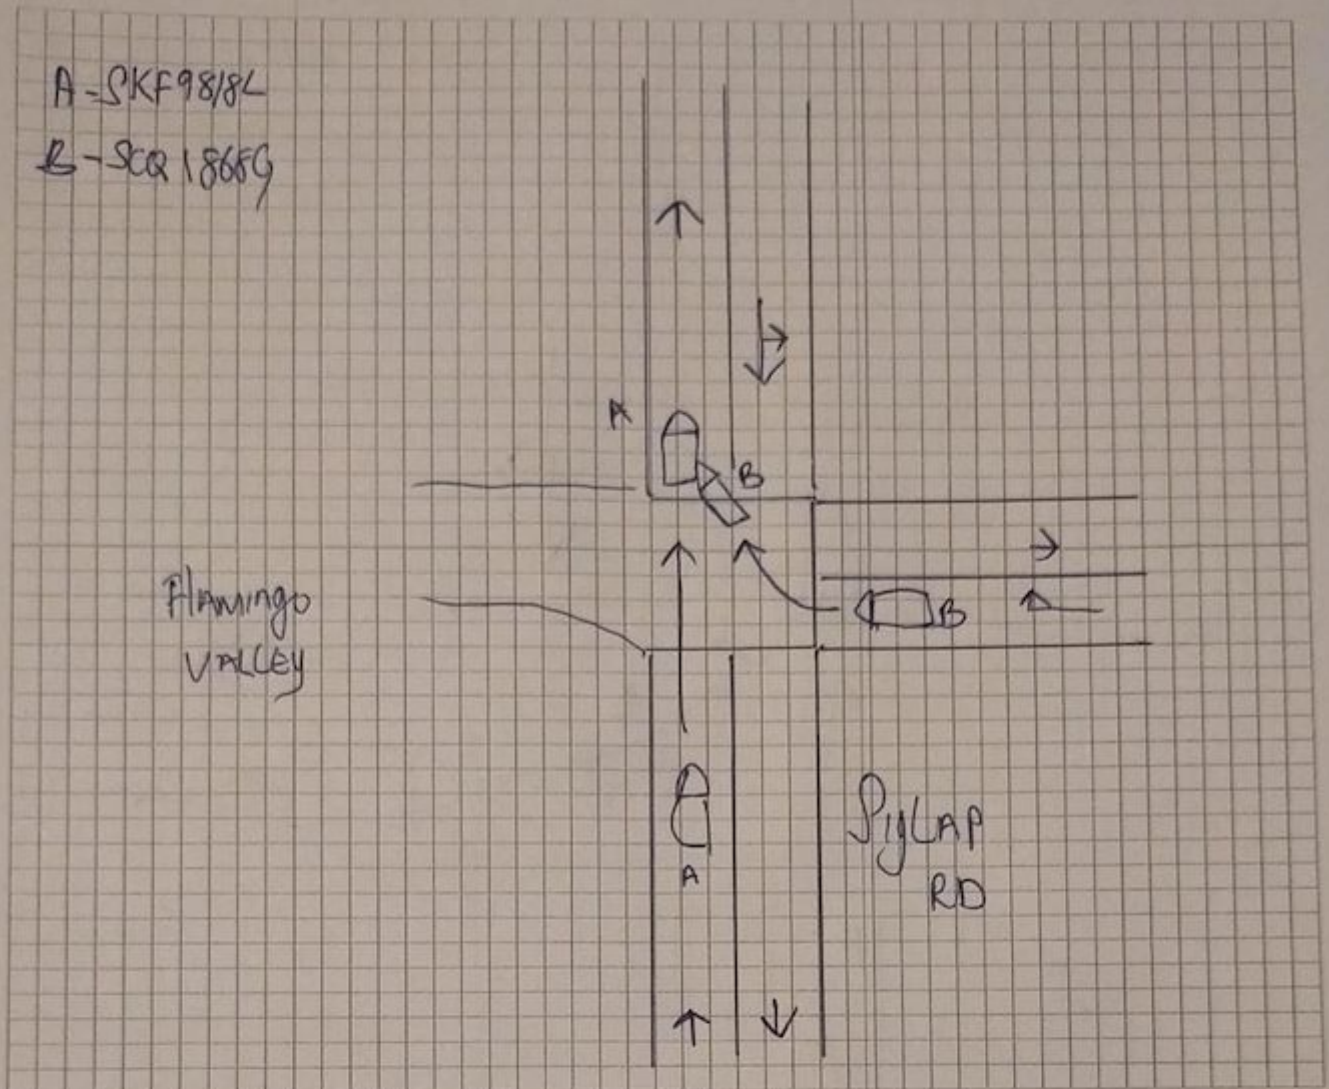 A - SKF9818L
B - SCQ1868G
A
B
B
Flamingo
VALLEY
A
SigLAP
RD